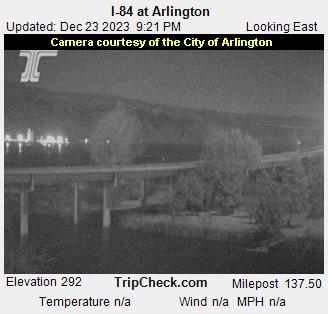 I-84 at Arlington
Updated: Dec 23 2023 9:21 PM Looking East
Camera courtesy of the City of Arlington
Elevation 292 TripCheck.com Milepost 137.50
Temperature n/a Wind n/a MPH n/a